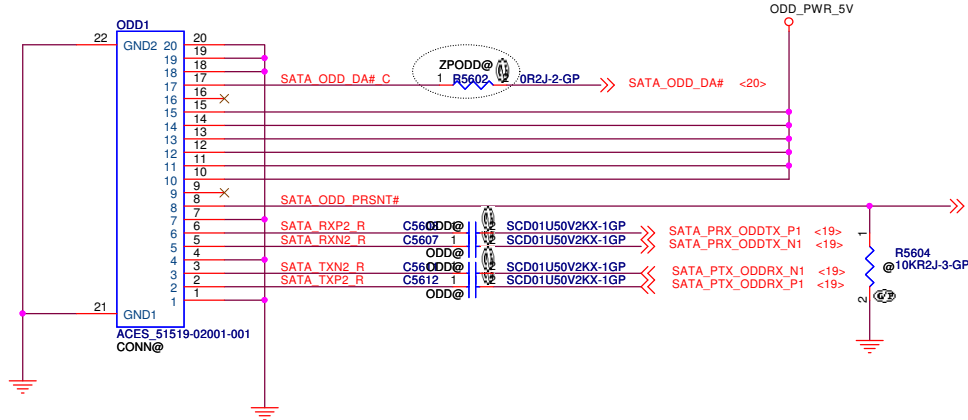 ODD_PWR_5V
ODD1
22 GND2 20 20
19 19
18 18
17 17 SATA_ODD_DA#_C ZPODD@ 1 R5602 2 0R2J-2-GP SATA_ODD_DA# <20>
16 16
15 15
14 14
13 13
12 12
11 11
10 10
9 9
8 8 SATA_ODD_PRSNT#
7 7
6 6 SATA_RXP2_R ODD@ 1 2 SCD01U50V2KX-1GP SATA_PRX_ODDTX_P1 <19>
5 5 SATA_RXN2_R C5607 1 2 SCD01U50V2KX-1GP SATA_PRX_ODDTX_N1 <19>
ODD@
4 4
3 3 SATA_TXN2_R ODD@ 1 2 SCD01U50V2KX-1GP SATA_PTX_ODDRX_N1 <19>
2 2 SATA_TXP2_R C5612 1 2 SCD01U50V2KX-1GP SATA_PTX_ODDRX_P1 <19>
ODD@
1 1
21 GND1
ACES_51519-02001-001
CONN@
1
R5604
@10KR2J-3-GP
2